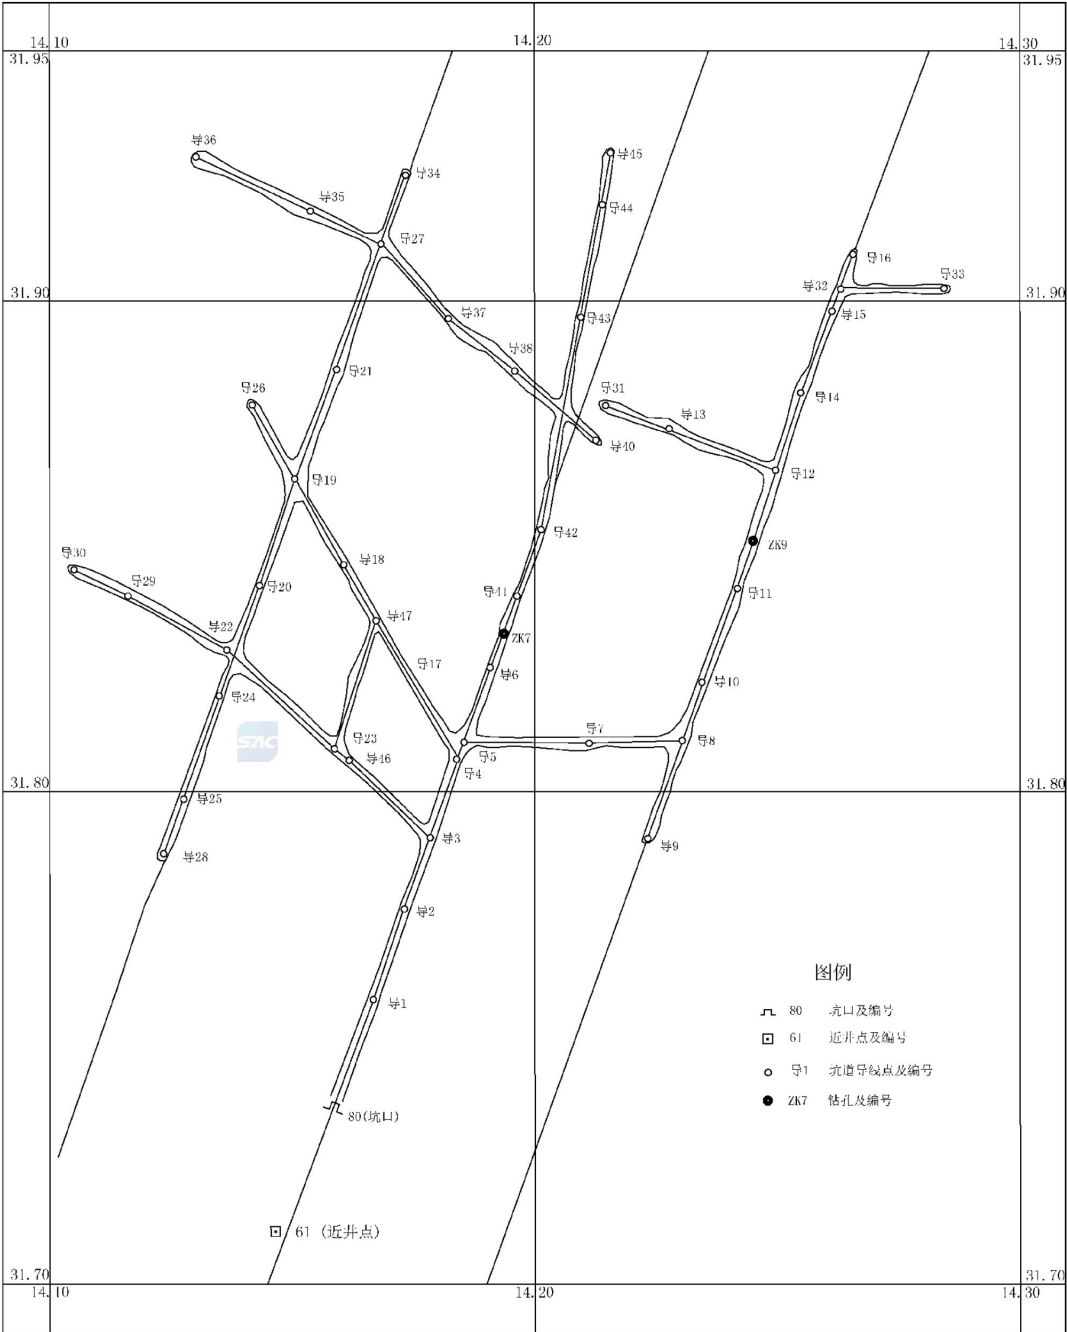 14.10 14.20 14.30
31.95 31.95
导36
导45
导34
导35
导44
导27
导16
导32 导33
31.90 31.90
导15
导37
导43
导38
导21
导26 导31
导14
导13
导40
导12
导19
导42
ZK9
导18
导30
导29
导20
导41
导11
导47
导22
ZK7
导17
导6
导10
导24
SAC
导7
导23
导5
导8
导46
导4
31.80 31.80
导25
导3
导9
导28
导2
图例
导1
80 坑口及编号
61 近井点及编号
导1 坑道导线点及编号
ZK7 钻孔及编号
80(坑口)
61 (近井点)
31.70 31.70
14.10 14.20 14.30